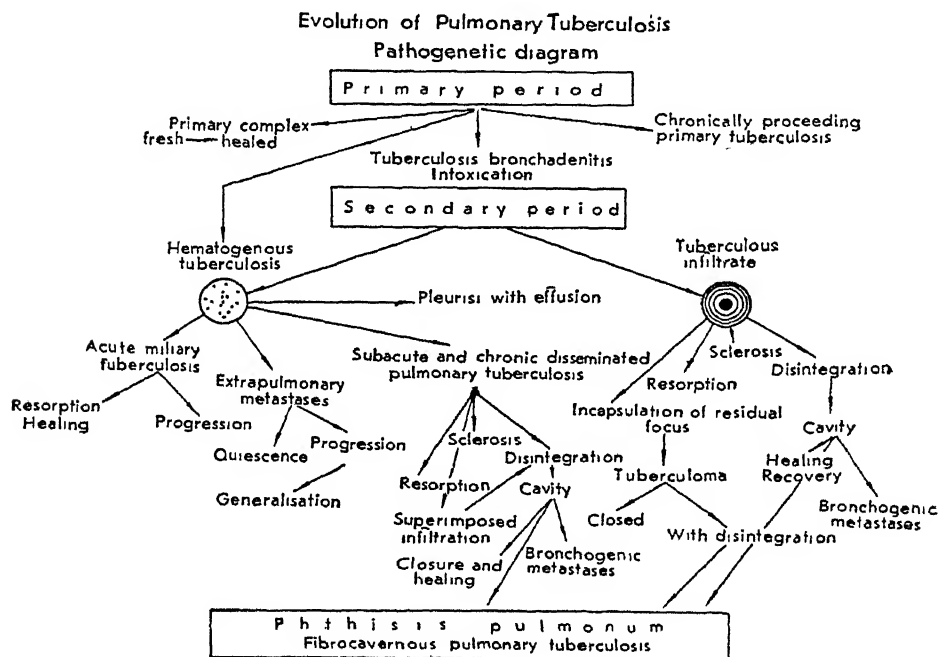 Evolution of Pulmonary Tuberculosis
Pathogenetic diagram
Primary period
Primary complex
fresh healed
Tuberculosis bronchadenitis
Intoxication
Chronically proceeding
primary tuberculosis
Secondary period
Hematogenous
tuberculosis
Tuberculous
infiltrate
Pleurisi with effusion
Acute miliary
tuberculosis
Resorption
Healing
Progression
Extrapulmonary
metastases
Quiescence
Progression
Generalisation
Subacute and chronic disseminated
pulmonary tuberculosis
Resorption
Sclerosis
Superimposed
infiltration
Disintegration
Cavity
Closure and
healing
Bronchogenic
metastases
Incapsulation of residual
focus
Resorption
Sclerosis
Disintegration
Tuberculoma
Closed
With disintegration
Cavity
Healing
Recovery
Bronchogenic
metastases
Phthisis pulmonum
Fibrocavernous pulmonary tuberculosis